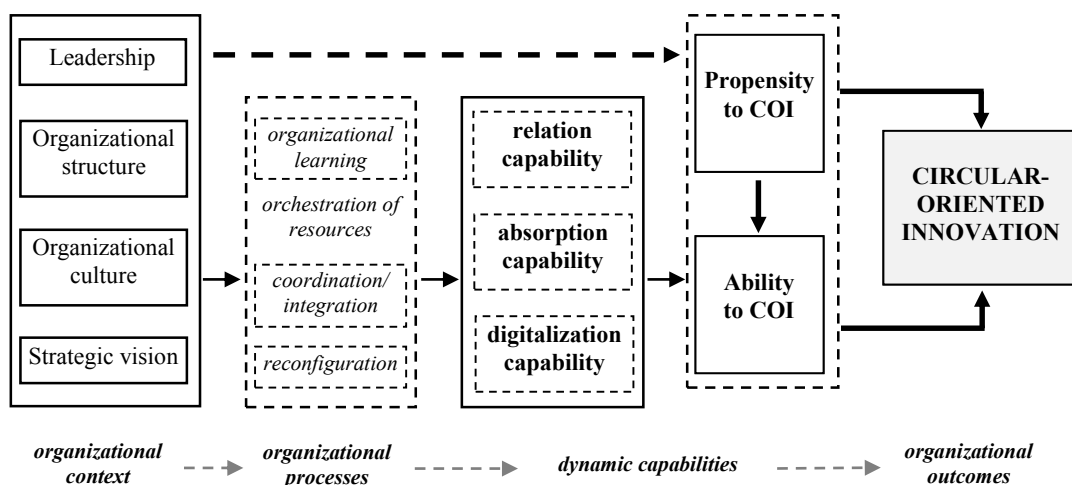 Leadership
Organizational
structure
Organizational
culture
Strategic vision
organizational
learning
orchestration of
resources
coordination/
integration
reconfiguration
relation
capability
absorption
capability
digitalization
capability
Propensity
to COI
Ability
to COI
CIRCULAR-
ORIENTED
INNOVATION
organizational
context
organizational
processes
dynamic capabilities
organizational
outcomes